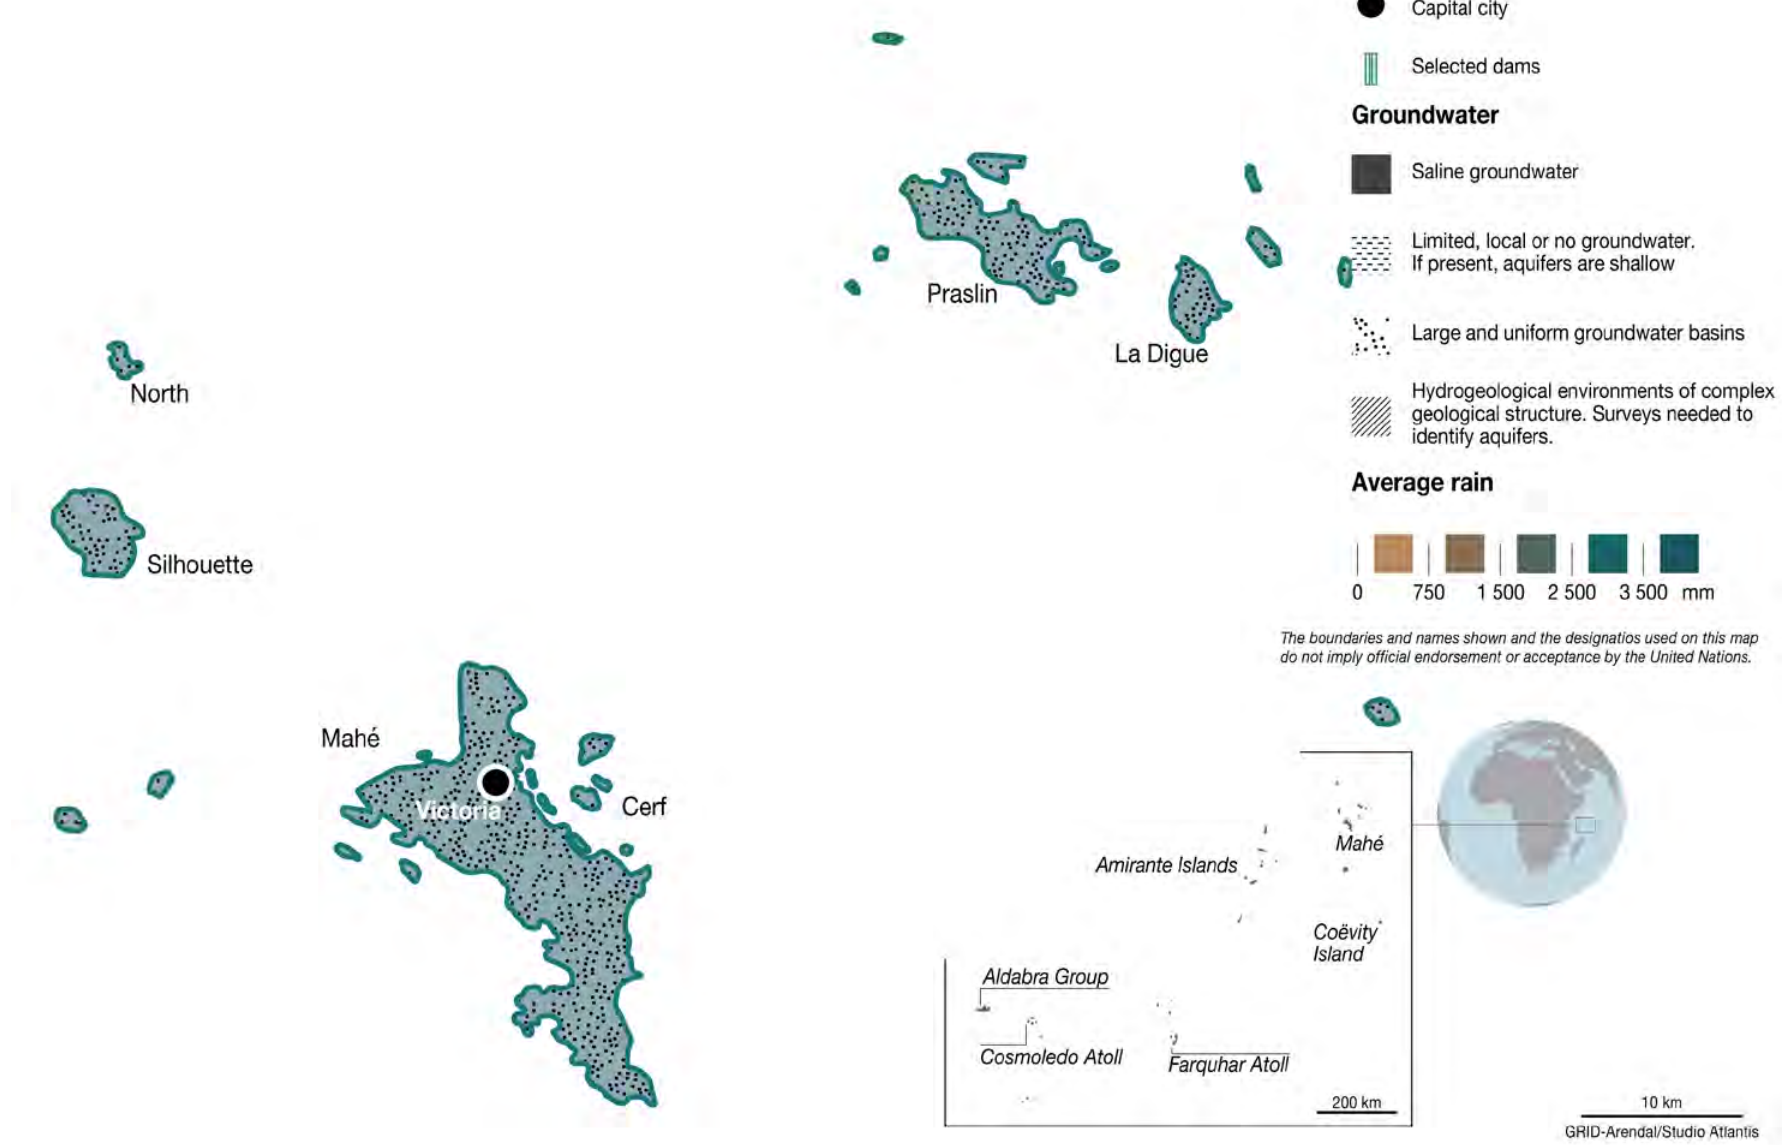 Capital city
Selected dams
Groundwater
Saline groundwater
Limited, local or no groundwater.
If present, aquifers are shallow
Large and uniform groundwater basins
Hydrogeological environments of complex
geological structure. Surveys needed to
identify aquifers.
Average rain
0 750 1 500 2 500 3 500 mm
The boundaries and names shown and the designatios used on this map
do not imply official endorsement or acceptance by the United Nations.
Praslin
La Digue
North
Silhouette
Mahé
Victoria
Cerf
Amirante Islands
Mahé
Coëvity
Island
Aldabra Group
Cosmoledo Atoll
Farquhar Atoll
200 km
10 km
GRID-Arendal/Studio Atlantis